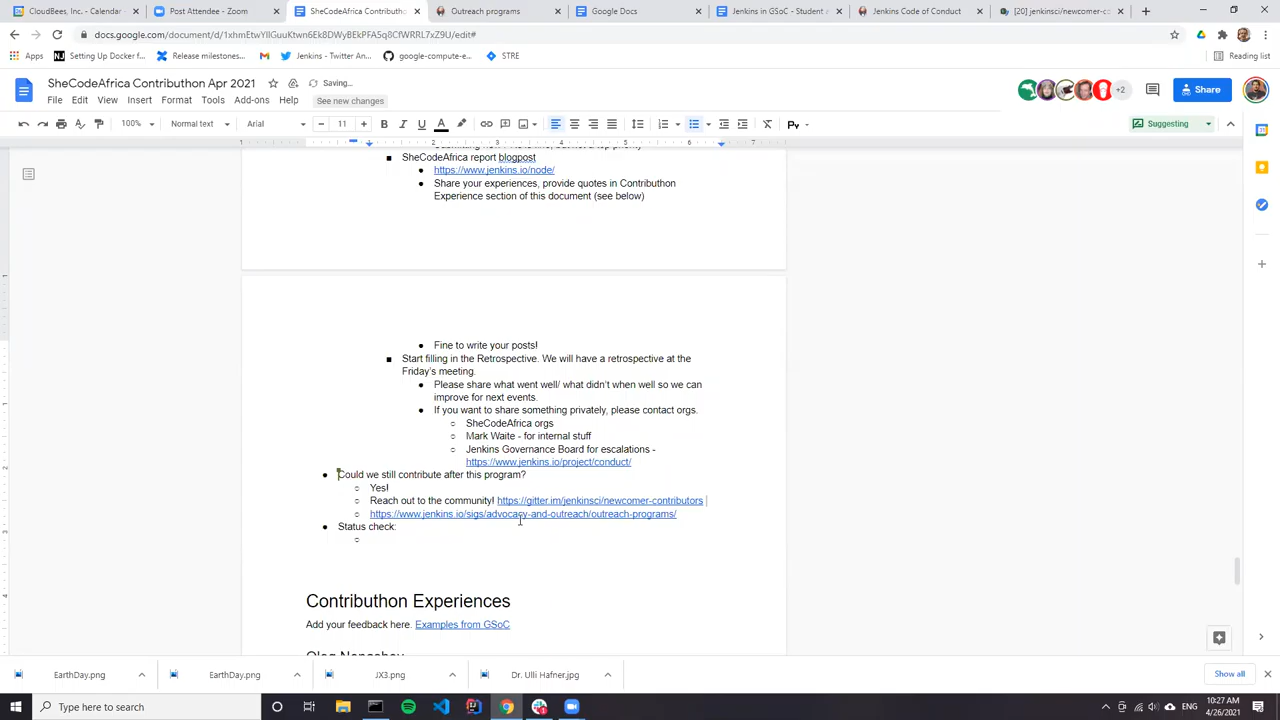 CloudBees, Inc. - Calendar -
Post Attendee - Zoom
SheCodeAfrica Contributhon -
Outreach programs
Google Docs
Jenkins in GSoC - Student /
Jenkins Code of Conduct
[20] jenkinsci/newcomer-c
docs.google.com/document/d/
Apps
Setting Up Docker f...
Release milestones...
Jenkins - Twitter An...
google-compute-e...
STRE
Reading list
SheCodeAfrica Contributhon Apr 2021
Saving...
+2
Share
File Edit View Insert Format Tools Add-ons Help
See new changes
100%
Normal text
Arial
11
Suggesting
SheCodeAfrica report blogpost
https://www.jenkins.io/node/
Share your experiences, provide quotes in Contributhon
Experience section of this document (see below)
Fine to write your posts!
Start filling in the Retrospective. We will have a retrospective at the
Friday's meeting.
Please share what went well/ what didn't when well so we can
improve for next events.
If you want to share something privately, please contact orgs.
SheCodeAfrica orgs
Mark Waite - for internal stuff
Jenkins Governance Board for escalations -
https://www.jenkins.io/project/conduct/
Could we still contribute after this program?
Yes!
Reach out to the community! https://gitter.im/jenkinsci/newcomer-contributors
https://www.jenkins.io/sigs/advocacy-and-outreach/outreach-programs/
Status check:
Contributhon Experiences
Add your feedback here. Examples from GSoC
EarthDay.png
EarthDay.png
JX3.png
Dr. Ulli Hafner.jpg
Show all
Type here to search
ENG
10:27 AM
4/26/2021